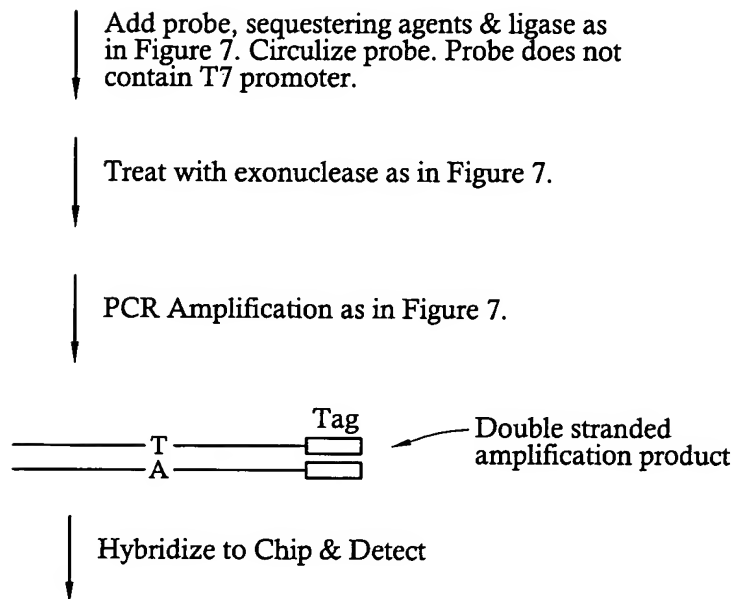 Add probe, sequestering agents & ligase as
in Figure 7. Circulize probe. Probe does not
contain T7 promoter.
Treat with exonuclease as in Figure 7.
PCR Amplification as in Figure 7.
Tag
T
A
Double stranded
amplification product
Hybridize to Chip & Detect